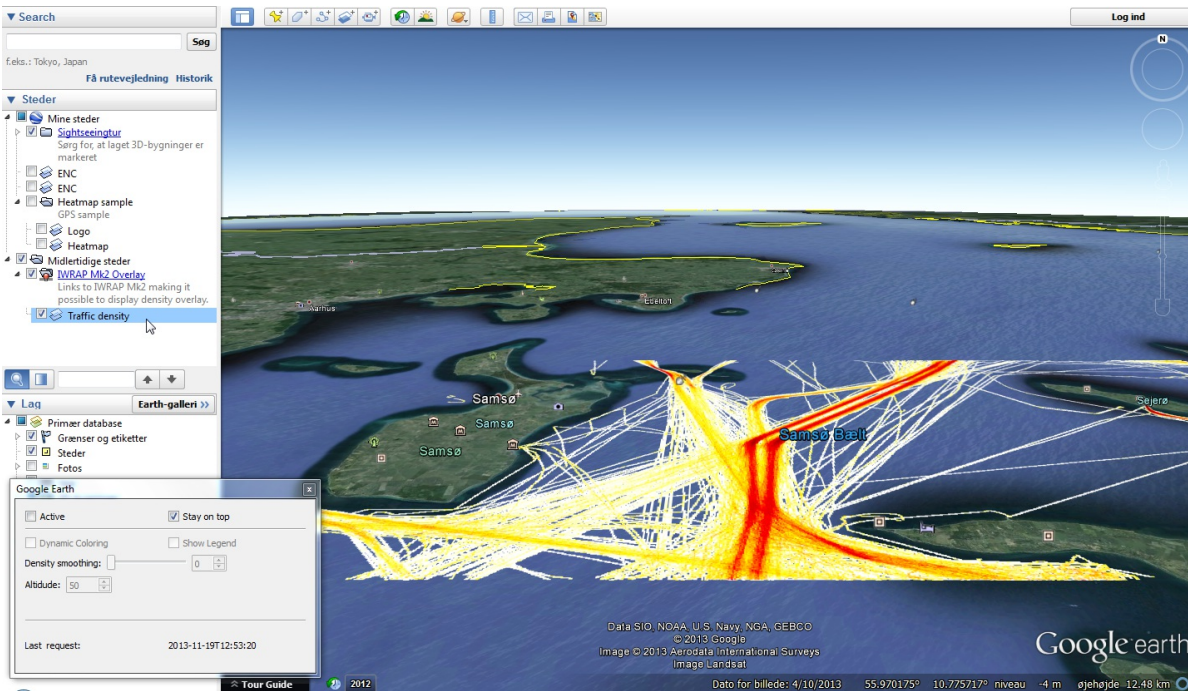 Search
Søg
f.eks.: Tokyo, Japan
Få rutevejledning Historik
Steder
Mine steder
Sightseeingtur
Sørg for, at laget 3D-bygninger er
markeret
ENC
ENC
Heatmap sample
GPS sample
Logo
Heatmap
Midlertidige steder
IWRAP Mk2 Overlay
Links to IWRAP Mk2 making it
possible to display density overlay.
Traffic density
Lag
Earth-galleri >>
Primær database
Grænser og etiketter
Steder
Fotos
Google Earth
x
Active
Stay on top
Dynamic Coloring
Show Legend
Density smoothing:
0
Altidude:
50
Last request:
2013-11-19T12:53:20
Log ind
N
Aarhus
Ebeltoft
Samsø
Samsø
Samsø
Samsø Bælt
Sejerø
Data SIO, NOAA, U.S. Navy, NGA, GEBCO
© 2013 Google
Image © 2013 Aerodata International Surveys
Image Landsat
Google earth
Tour Guide
2012
Dato for billede: 4/10/2013 55.970175° 10.775717° niveau -4 m øjehøjde 12.48 km